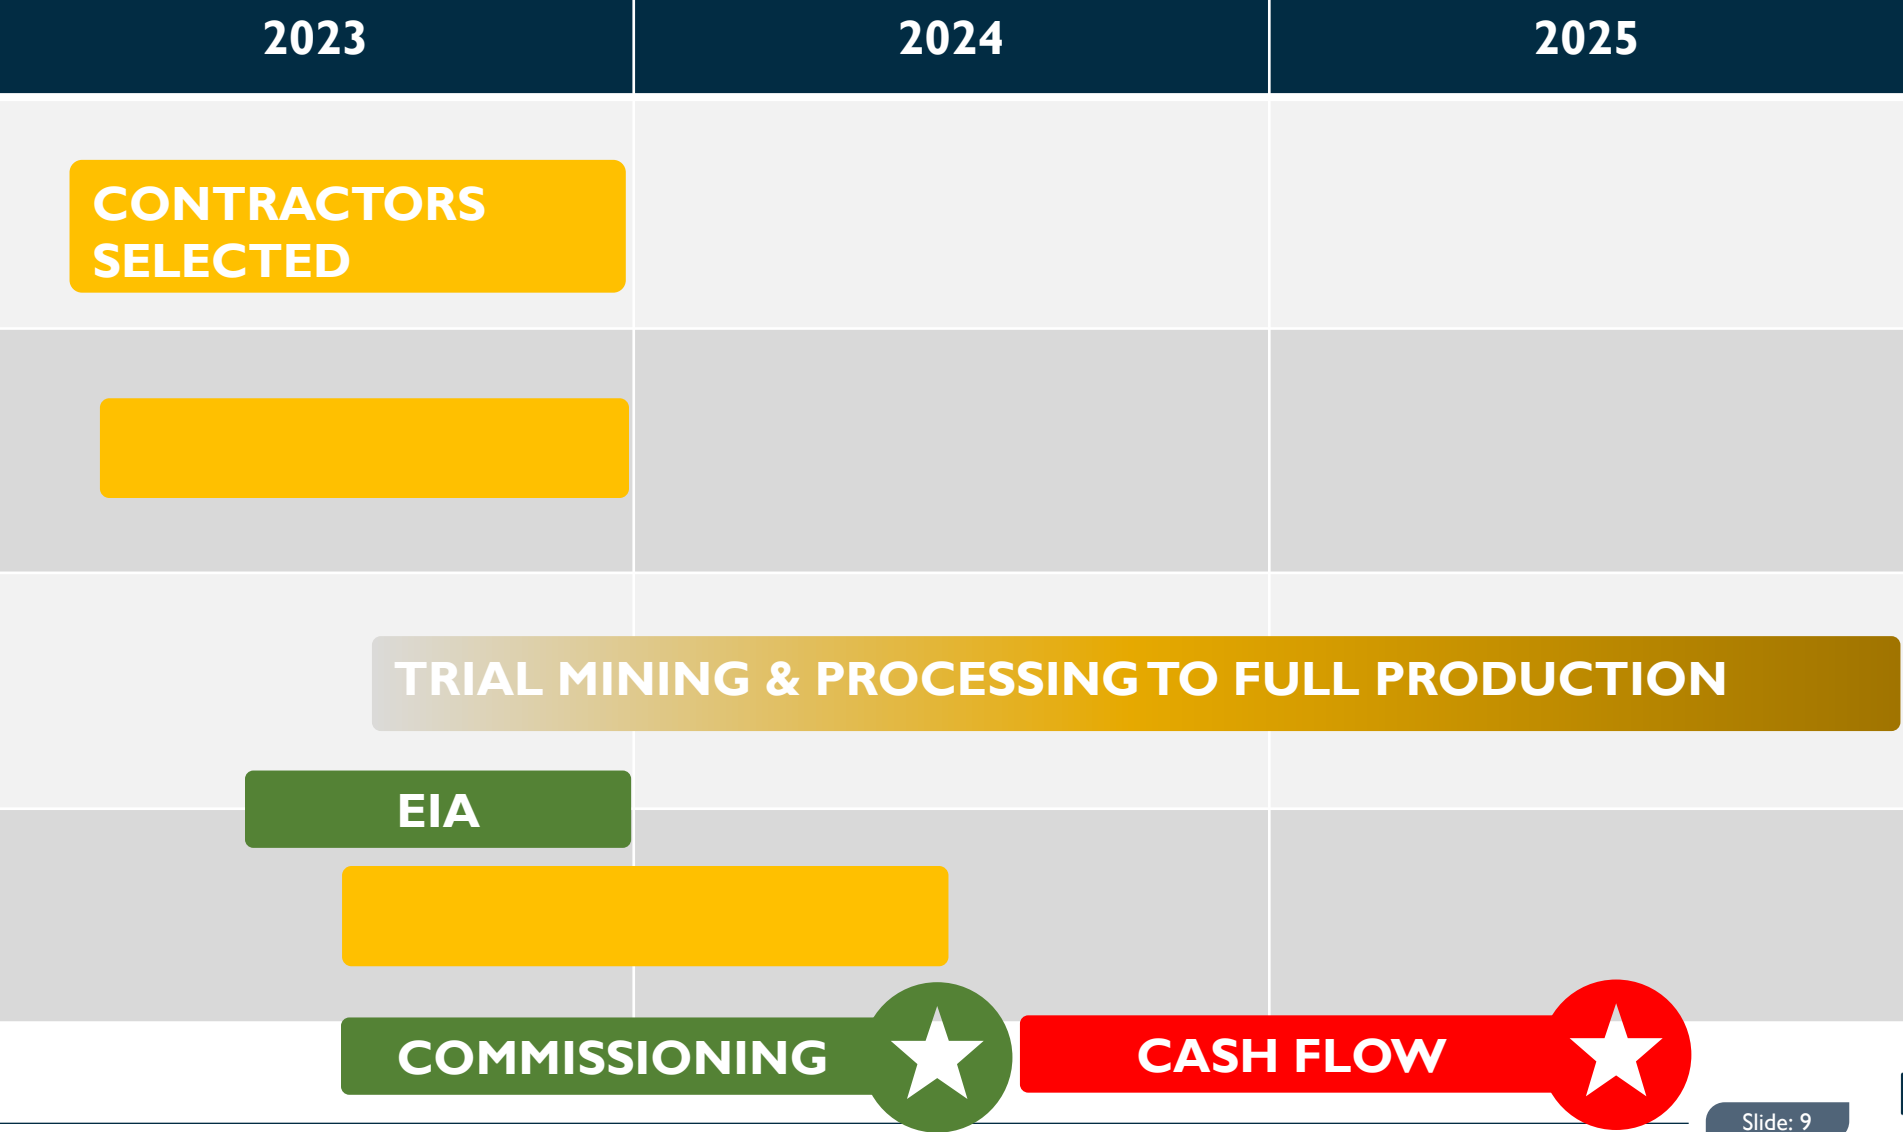 2023 2024 2025
CONTRACTORS
SELECTED
TRIAL MINING & PROCESSING TO FULL PRODUCTION
EIA
COMMISSIONING
CASH FLOW
Slide: 9